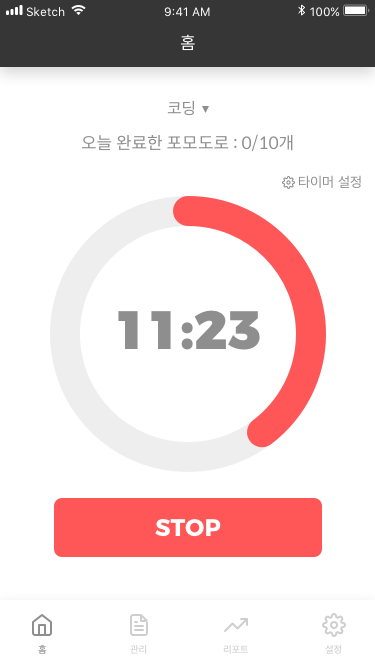 Sketch 9:41 AM 100%
홈
코딩 ▼
오늘 완료한 포모도로 : 0/10개
타이머 설정
11:23
STOP
홈 관리 리포트 설정